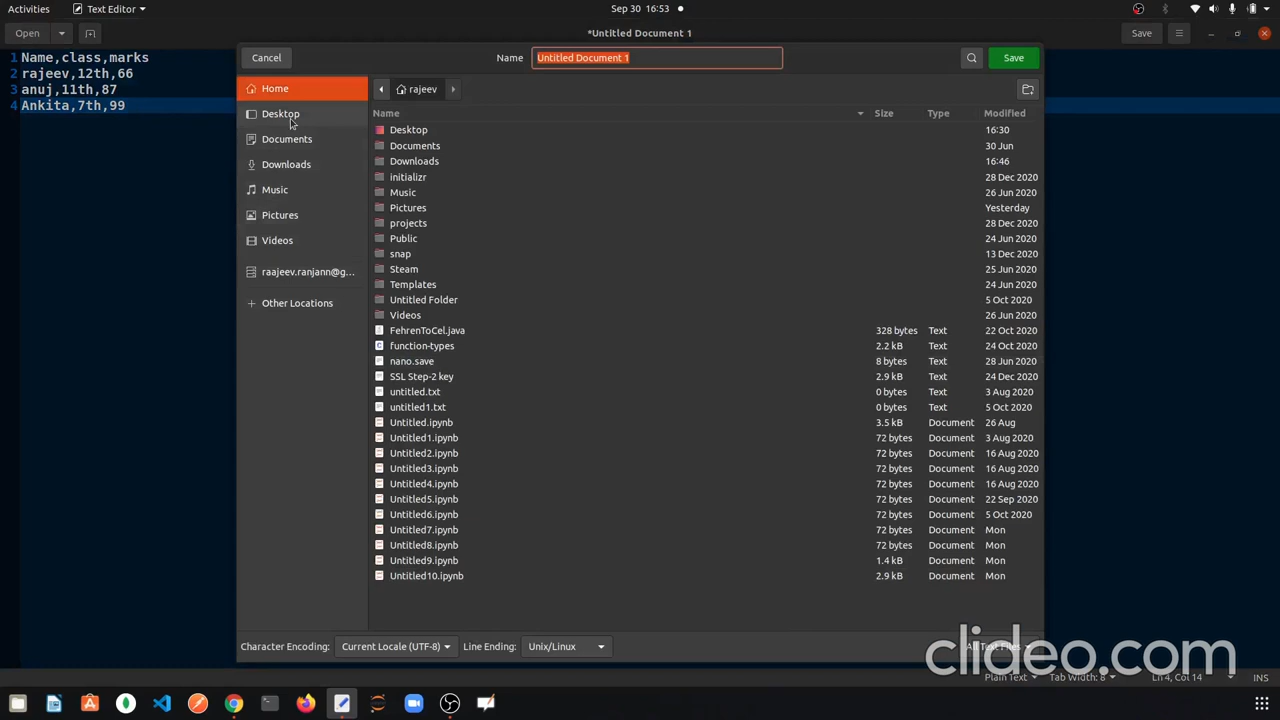 Activities Text Editor Sep 30 16:53
Open *Untitled Document 1 Save
1 Name,class,marks
2 rajeev,12th,66
3 anuj,11th,87
4 Ankita,7th,99
Cancel Name Untitled Document 1 Save
Home
Desktop
Documents
Downloads
Music
Pictures
Videos
raajeev.ranjann@g...
Other Locations
rajeev
Name Size Type Modified
Desktop 16:30
Documents 30 Jun
Downloads 16:46
initializr 28 Dec 2020
Music 26 Jun 2020
Pictures Yesterday
projects 28 Dec 2020
Public 24 Jun 2020
snap 13 Dec 2020
Steam 25 Jun 2020
Templates 24 Jun 2020
Untitled Folder 5 Oct 2020
Videos 26 Jun 2020
FehrenToCel.java 328 bytes Text 22 Oct 2020
function-types 2.2 kB Text 24 Oct 2020
nano.save 8 bytes Text 28 Jun 2020
SSL Step-2 key 2.9 kB Text 24 Dec 2020
untitled.txt 0 bytes Text 3 Aug 2020
untitled1.txt 0 bytes Text 5 Oct 2020
Untitled.ipynb 3.5 kB Document 26 Aug
Untitled1.ipynb 72 bytes Document 3 Aug 2020
Untitled2.ipynb 72 bytes Document 16 Aug 2020
Untitled3.ipynb 72 bytes Document 16 Aug 2020
Untitled4.ipynb 72 bytes Document 16 Aug 2020
Untitled5.ipynb 72 bytes Document 22 Sep 2020
Untitled6.ipynb 72 bytes Document 5 Oct 2020
Untitled7.ipynb 72 bytes Document Mon
Untitled8.ipynb 72 bytes Document Mon
Untitled9.ipynb 1.4 kB Document Mon
Untitled10.ipynb 2.9 kB Document Mon
Character Encoding: Current Locale (UTF-8) Line Ending: Unix/Linux All Text Files
clideo.com
Plain Text Tab Width: 8 Ln 4, Col 14 INS